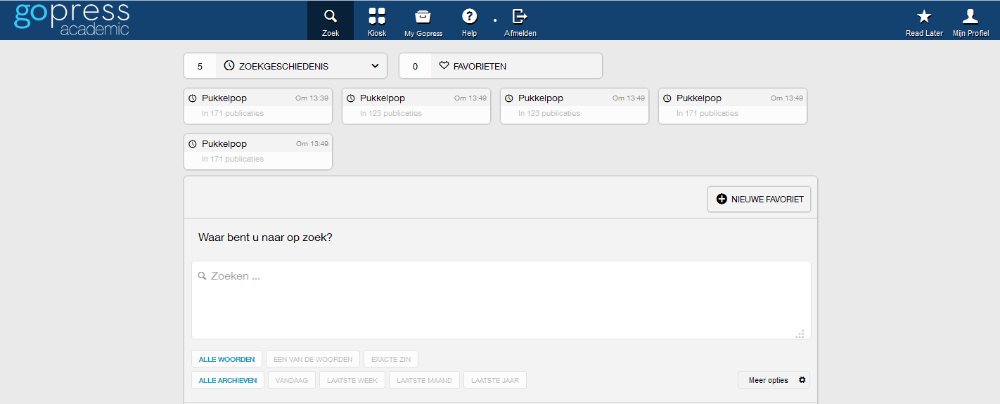 gopress
academic
Zoek
Kiosk
My Gopress
Help
Afmelden
Read Later
Mijn Profiel
5 ZOEKGESCHIEDENIS
0 FAVORIETEN
Pukkelpop Om 13:39
In 171 publicaties
Pukkelpop Om 13:49
In 123 publicaties
Pukkelpop Om 13:49
In 123 publicaties
Pukkelpop Om 13:49
In 171 publicaties
Pukkelpop Om 13:49
In 171 publicaties
NIEUWE FAVORIET
Waar bent u naar op zoek?
Zoeken ...
ALLE WOORDEN EEN VAN DE WOORDEN EXACTE ZIN
ALLE ARCHIEVEN VANDAAG LAATSTE WEEK LAATSTE MAAND LAATSTE JAAR Meer opties